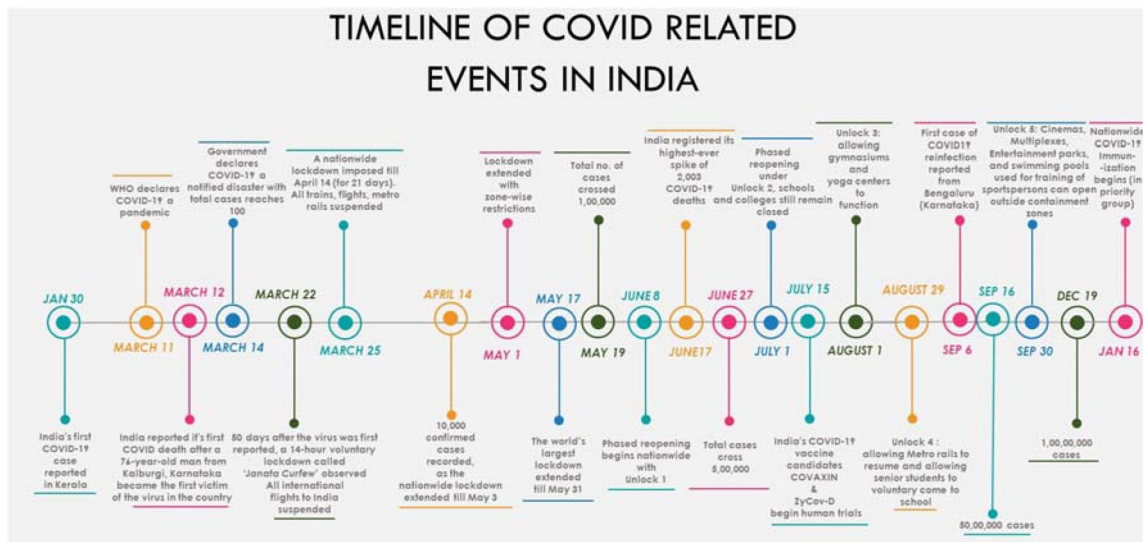 TIMELINE OF COVID RELATED
EVENTS IN INDIA
JAN 30
India's first
COVID-19
case
reported
in Kerala
WHO declares
COVID-19 a
pandemic
MARCH 11
MARCH 12
India reported it's first
COVID death after a
76-year-old man from
Kalburgi, Karnataka
became the first victim
of the virus in the country
Government
declares
COVID-19 a
notified disaster with
total cases reaches
100
MARCH 14
MARCH 22
50 days after the virus was first
reported, a 14-hour voluntary
lockdown called
'Janata Curfew' observed
All international
flights to India
suspended
A nationwide
lockdown imposed till
April 14 (for 21 days).
All trains, flights, metro
rails suspended
MARCH 25
APRIL 14
10,000
confirmed
cases
recorded,
as the
nationwide lockdown
extended till May 3
Lockdown
extended
with
zone-wise
restrictions
MAY 1
MAY 17
The world's
largest
lockdown
extended
till May 31
Total no. of
cases
crossed
1,00,000
MAY 19
JUNE 8
Phased reopening
begins nationwide
with
Unlock 1
India registered its
highest-ever
spike of
2,003
COVID-19
deaths
JUNE17
JUNE 27
Total cases
cross
5,00,000
Phased
reopening
under
Unlock 2, schools
and colleges still remain
closed
JULY 1
JULY 15
India's COVID-19
vaccine
candidates
COVAXIN
&
ZyCov-D
begin human trials
Unlock 3:
allowing
gymnasiums
and
yoga centers
to
function
AUGUST 1
AUGUST 29
Unlock 4 :
allowing Metro rails to
resume and allowing
senior students to
voluntary come to
school
First case of
COVID19
reinfection
reported
from
Bengaluru
(Karnataka)
SEP 6
SEP 16
50,00,000 cases
Unlock 5: Cinemas,
Multiplexes,
Entertainment parks,
and swimming pools
used for training of
sportspersons can open
outside containment
zones
SEP 30
DEC 19
1,00,00,000
cases
Nationwide
COVID-19
Immun-
-ization
begins (in
priority
group)
JAN 16